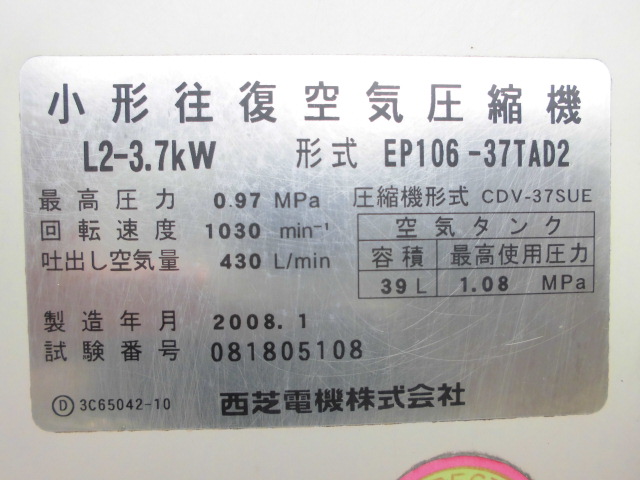 小形往復空気圧縮機
L2-3.7kW 形式 EP106-37TAD2
最高圧力 0.97 MPa 圧縮機形式 CDV-37SUE
回転速度 1030 min⁻¹ 空気タンク
吐出し空気量 430 L/min 容積 最高使用圧力
39L 1.08 MPa
製造年月 2008.1
試験番号 081805108
Ⓓ 3C65042-10 西芝電機株式会社